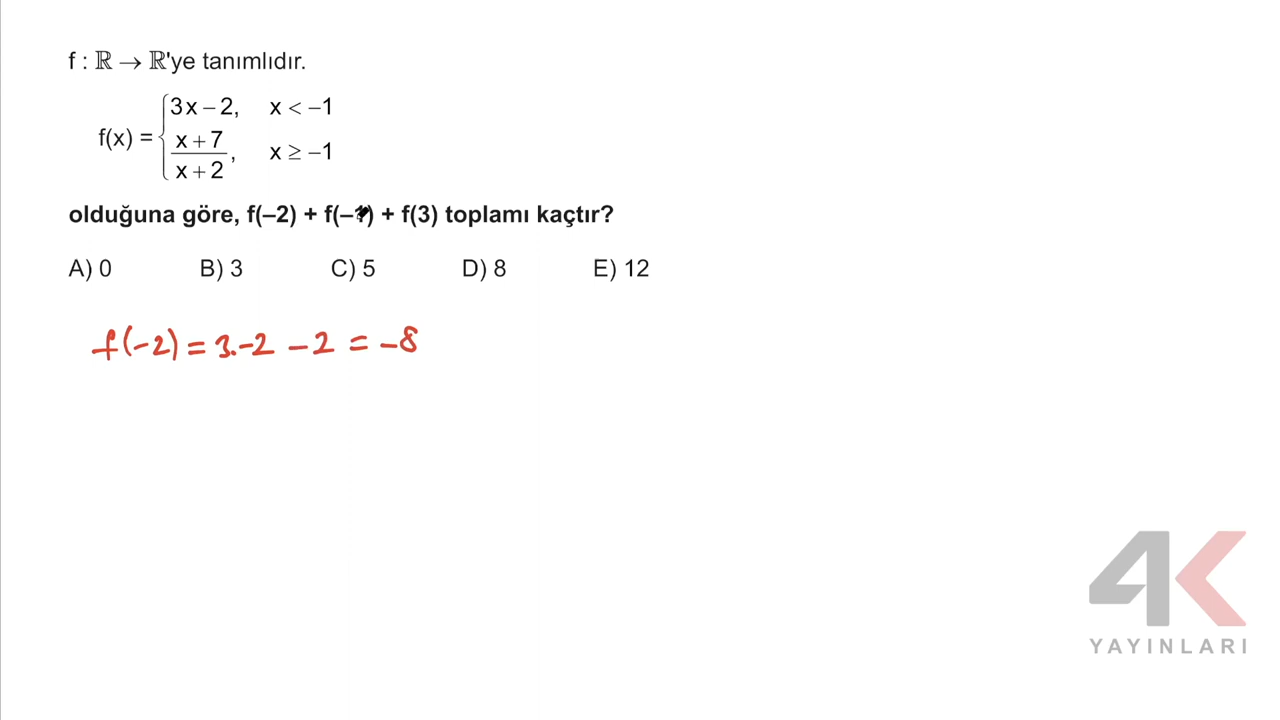 f : ℝ → ℝ'ye tanımlıdır.
3x – 2, x < –1
f(x) =
x + 7
x + 2 , x ≥ –1
olduğuna göre, f(–2) + f(–1) + f(3) toplamı kaçtır?
A) 0 B) 3 C) 5 D) 8 E) 12
f(-2) = 3.-2 - 2 = -8
4K
YAYINLARI